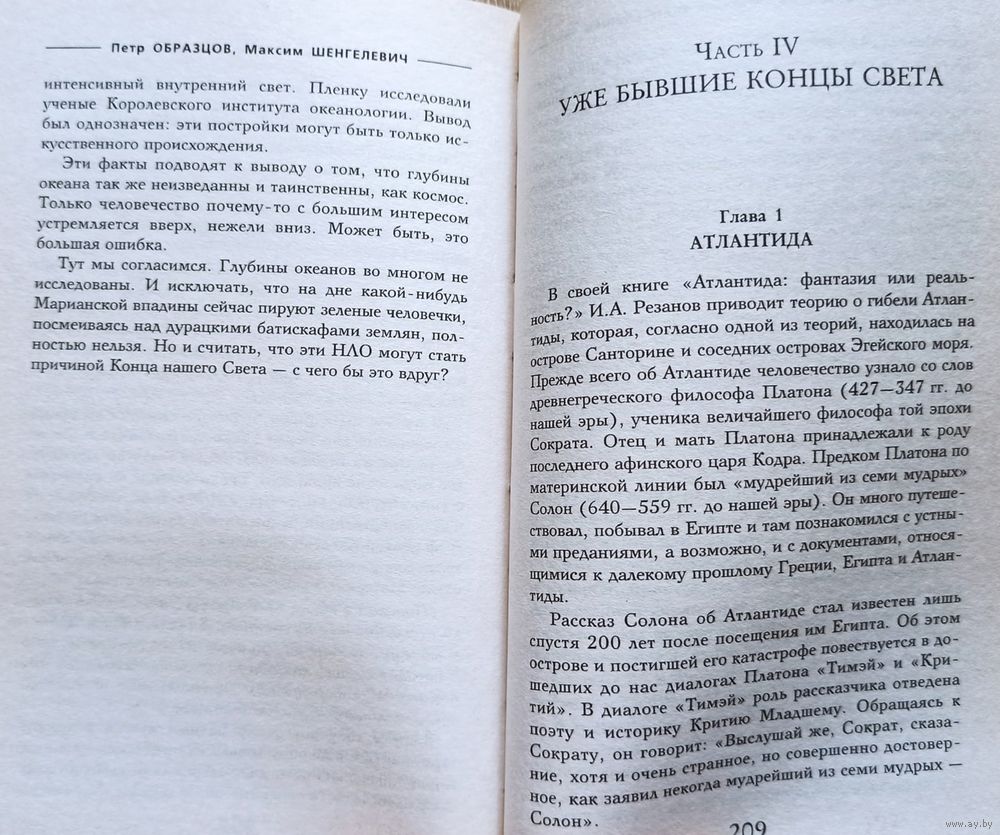 Петр ОБРАЗЦОВ, Максим ШЕНГЕЛЕВИЧ
интенсивный внутренний свет. Пленку исследовали
ученые Королевского института океанологии. Вывод
был однозначен: эти постройки могут быть только ис-
кусственного происхождения.
Эти факты подводят к выводу о том, что глубины
океана так же неизведанны и таинственны, как космос.
Только человечество почему-то с большим интересом
устремляется вверх, нежели вниз. Может быть, это
большая ошибка.
Тут мы согласимся. Глубины океанов во многом не
исследованы. И исключать, что на дне какой-нибудь
Марианской впадины сейчас пируют зеленые человечки,
посмеиваясь над дурацкими батискафами землян, пол-
ностью нельзя. Но и считать, что эти НЛО могут стать
причиной Конца нашего Света — с чего бы это вдруг?
Часть IV
УЖЕ БЫВШИЕ КОНЦЫ СВЕТА
Глава 1
АТЛАНТИДА
В своей книге «Атлантида: фантазия или реаль-
ность?» И.А. Резанов приводит теорию о гибели Атлан-
тиды, которая, согласно одной из теорий, находилась на
острове Санторине и соседних островах Эгейского моря.
Прежде всего об Атлантиде человечество узнало со слов
древнегреческого философа Платона (427—347 гг. до
нашей эры), ученика величайшего философа той эпохи
Сократа. Отец и мать Платона принадлежали к роду
последнего афинского царя Кодра. Предком Платона по
материнской линии был «мудрейший из семи мудрых»
Солон (640—559 гг. до нашей эры). Он много путеше-
ствовал, побывал в Египте и там познакомился с устны-
ми преданиями, а возможно, и с документами, относя-
щимися к далекому прошлому Греции, Египта и Атлан-
тиды.
Рассказ Солона об Атлантиде стал известен лишь
спустя 200 лет после посещения им Египта. Об этом
острове и постигшей его катастрофе повествуется в до-
шедших до нас диалогах Платона «Тимэй» и «Кри-
тий». В диалоге «Тимэй» роль рассказчика отведена
поэту и историку Критию Младшему. Обращаясь к
Сократу, он говорит: «Выслушай же, Сократ, сказа-
ние, хотя и очень странное, но совершенно достовер-
ное, как заявил некогда мудрейший из семи мудрых —
Солон».
209
www.ay.by